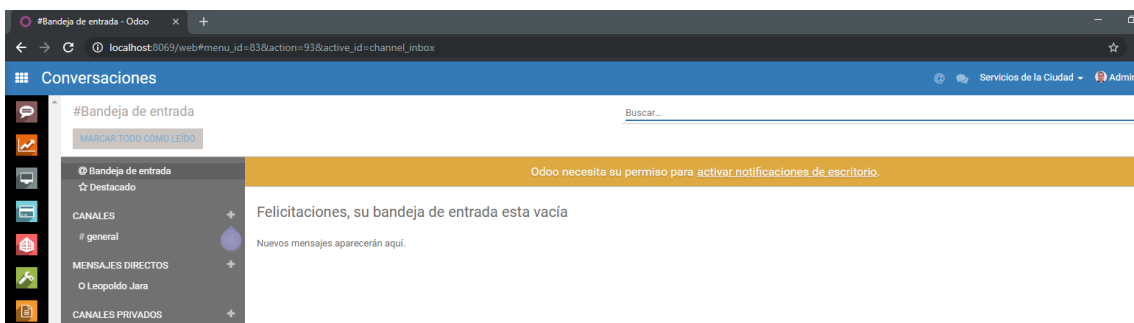 #Bandeja de entrada - Odoo
localhost:8069/web#menu_id=83&action=93&active_id=channel_inbox
Conversaciones
@ Servicios de la Ciudad
Admin
#Bandeja de entrada
Buscar...
MARCAR TODO COMO LEÍDO
@ Bandeja de entrada
Destacado
Odoo necesita su permiso para activar notificaciones de escritorio.
CANALES +
# general
Felicitaciones, su bandeja de entrada esta vacía
Nuevos mensajes aparecerán aquí.
MENSAJES DIRECTOS +
Leopoldo Jara
CANALES PRIVADOS +